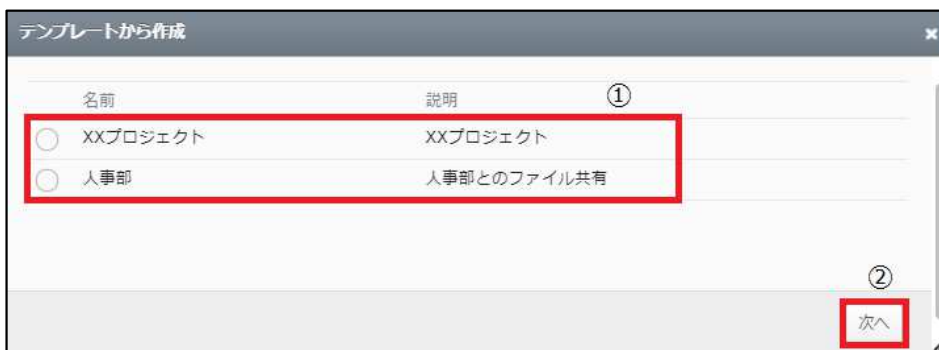 テンプレートから作成
×
名前 説明 ①
XXプロジェクト XXプロジェクト
人事部 人事部とのファイル共有
②
次へ